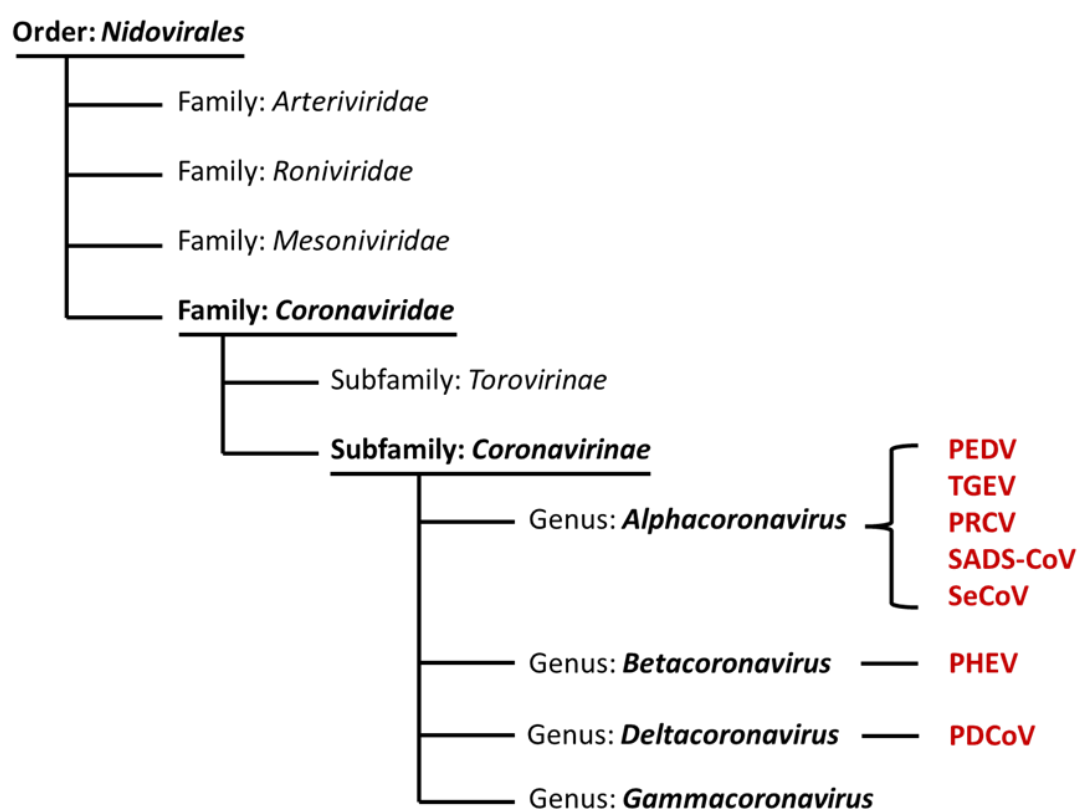 Order: Nidovirales
Family: Arteriviridae
Family: Roniviridae
Family: Mesoniviridae
Family: Coronaviridae
Subfamily: Torovirinae
Subfamily: Coronavirinae
Genus: Alphacoronavirus
PEDV
TGEV
PRCV
SADS-CoV
SeCoV
Genus: Betacoronavirus
PHEV
Genus: Deltacoronavirus
PDCoV
Genus: Gammacoronavirus